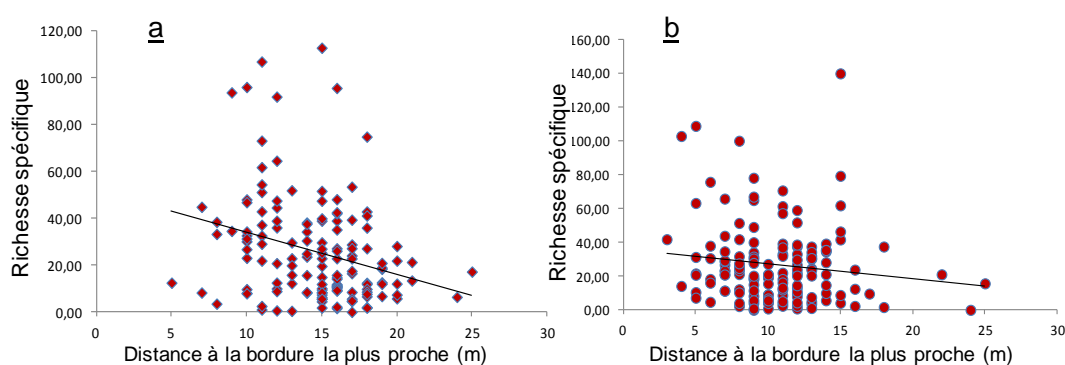 a
120,00
100,00
80,00
60,00
40,00
20,00
0,00
0 5 10 15 20 25 30
Richesse spécifique
Distance à la bordure la plus proche (m)
b
160,00
140,00
120,00
100,00
80,00
60,00
40,00
20,00
0,00
0 5 10 15 20 25 30
Richesse spécifique
Distance à la bordure la plus proche (m)